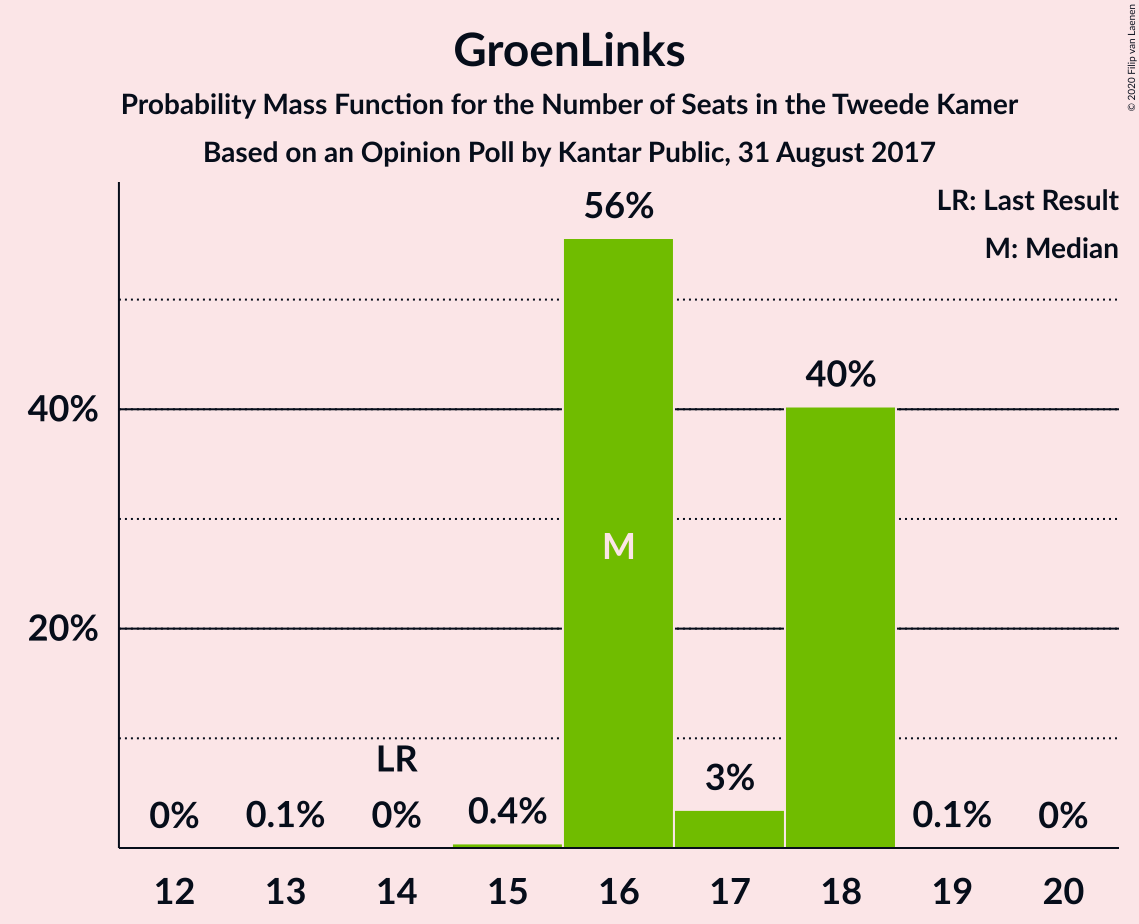 GroenLinks
Probability Mass Function for the Number of Seats in the Tweede Kamer
Based on an Opinion Poll by Kantar Public, 31 August 2017
© 2020 Filip van Laenen
LR: Last Result
M: Median
56%
40%
40%
M
20%
LR
3%
0%
0.1%
0%
0.4%
0.1%
0%
12 13 14 15 16 17 18 19 20